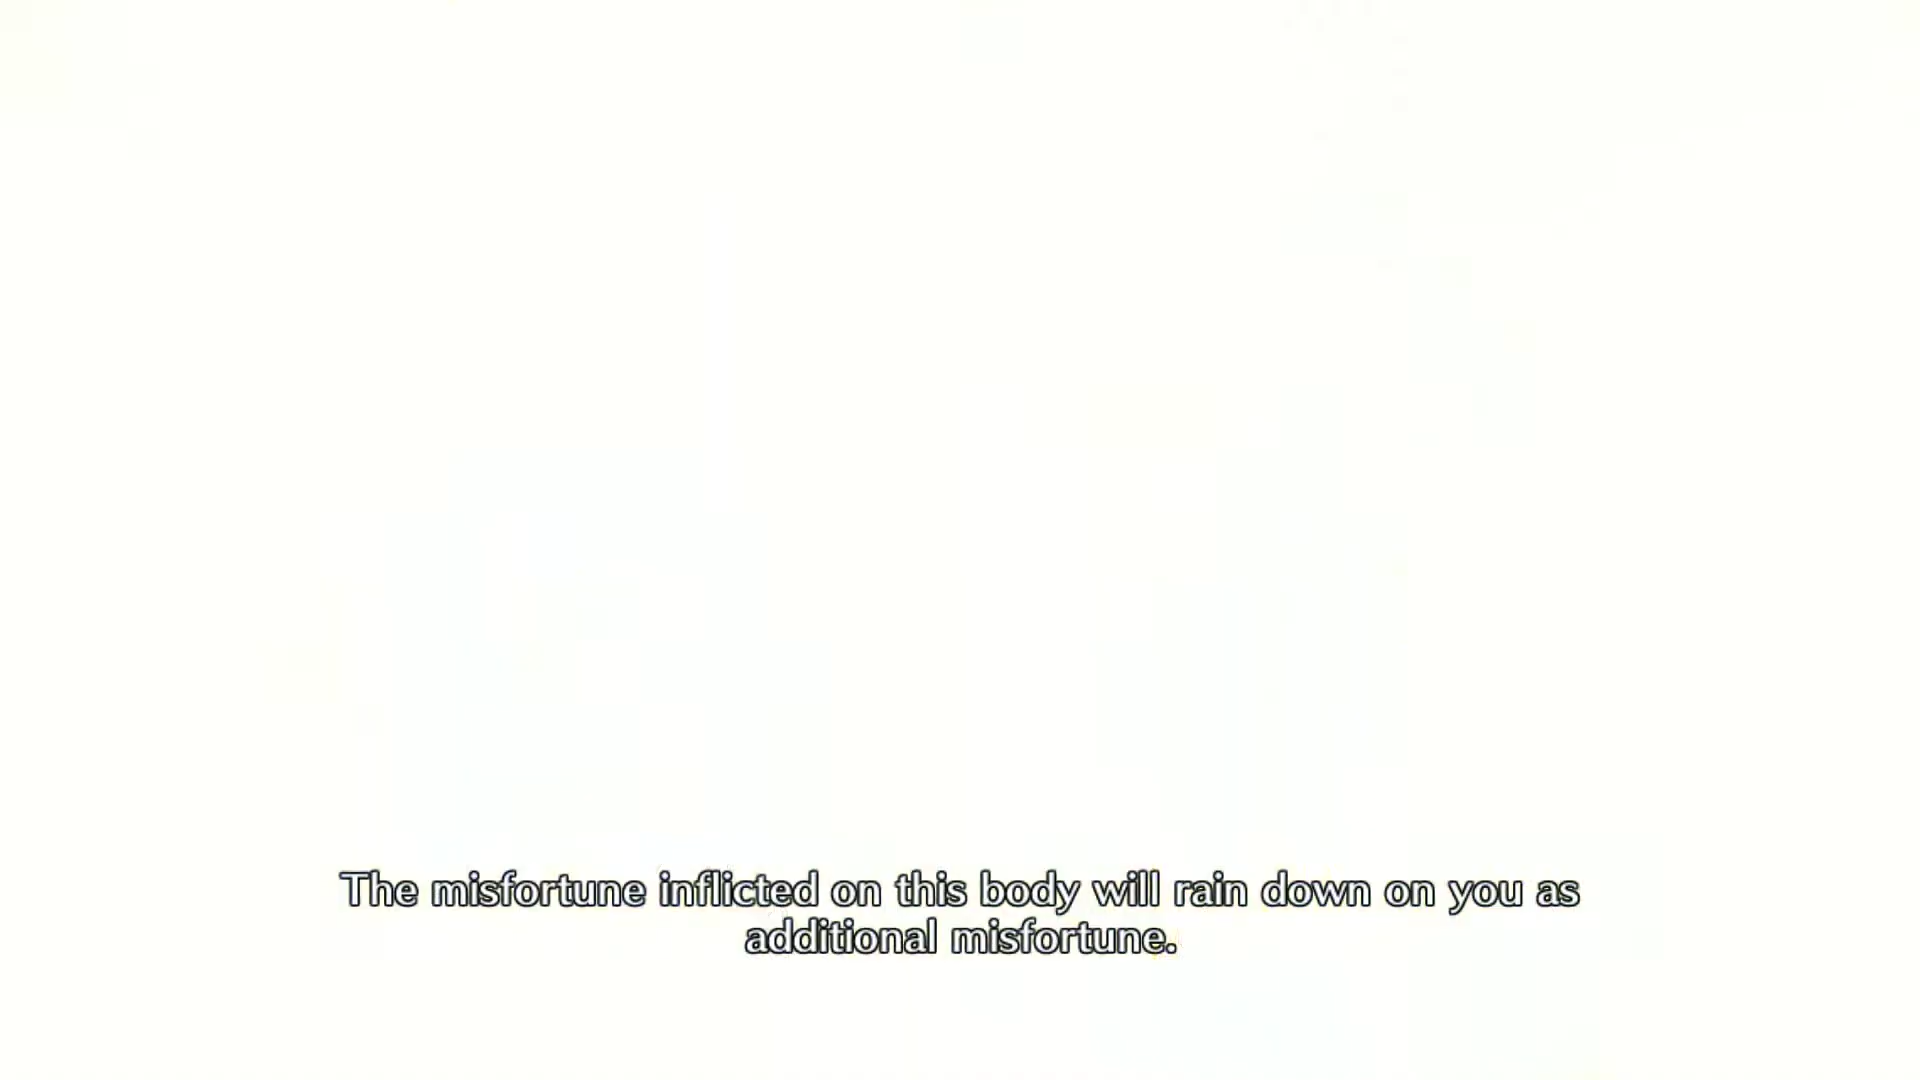 The misfortune inflicted on this body will rain down on you as
additional misfortune.